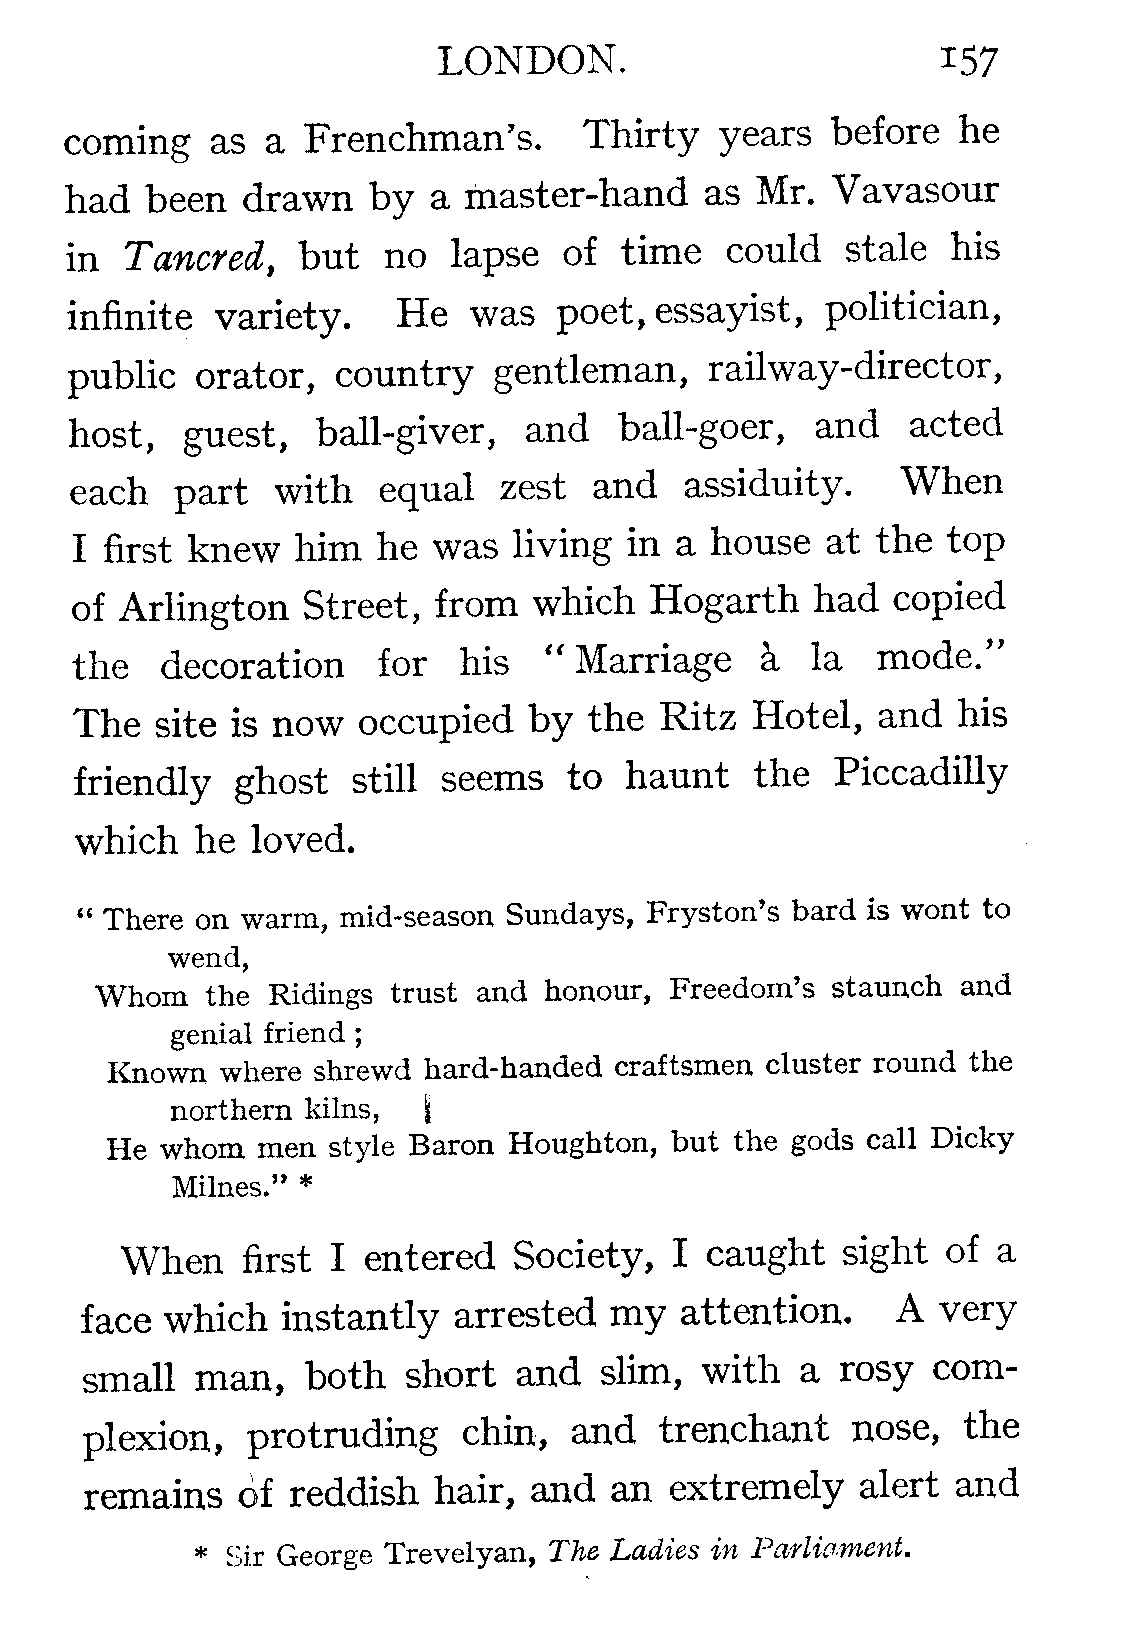 LONDON. 157
coming as a Frenchman's. Thirty years before he
had been drawn by a master-hand as Mr. Vavasour
in Tancred, but no lapse of time could stale his
infinite variety. He was poet, essayist, politician,
public orator, country gentleman, railway-director,
host, guest, ball-giver, and ball-goer, and acted
each part with equal zest and assiduity. When
I first knew him he was living in a house at the top
of Arlington Street, from which Hogarth had copied
the decoration for his “Marriage à la mode.”
The site is now occupied by the Ritz Hotel, and his
friendly ghost still seems to haunt the Piccadilly
which he loved.
“There on warm, mid-season Sundays, Fryston's bard is wont to
wend,
Whom the Ridings trust and honour, Freedom's staunch and
genial friend ;
Known where shrewd hard-handed craftsmen cluster round the
northern kilns,
He whom men style Baron Houghton, but the gods call Dicky
Milnes.” *
When first I entered Society, I caught sight of a
face which instantly arrested my attention. A very
small man, both short and slim, with a rosy com-
plexion, protruding chin, and trenchant nose, the
remains of reddish hair, and an extremely alert and
* Sir George Trevelyan, The Ladies in Parliament.